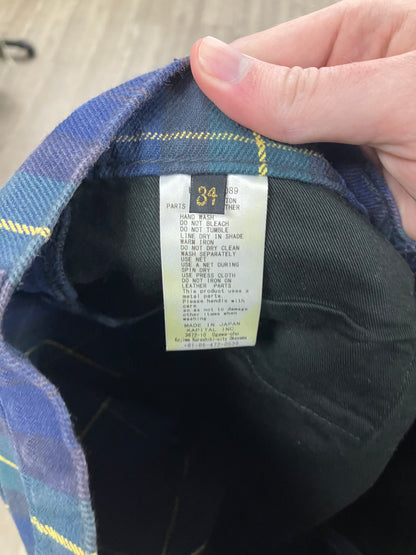 34
089
PARTS
HAND WASH
DO NOT BLEACH
DO NOT TUMBLE
LINE DRY IN SHADE
WARM IRON
DO NOT DRY CLEAN
WASH SEPARATELY
USE NET
USE A NET DURING
SPIN DRY
USE PRESS CLOTH
DO NOT IRON ON
LEATHER PARTS
This product uses a
metal parts.
Please handle with
care
so as not to damage
other items when
washing
MADE IN JAPAN
KAPITAL INC.